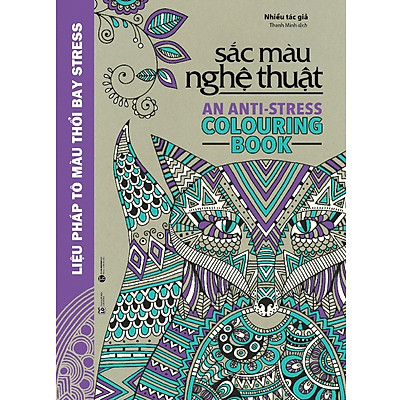 Nhiều tác giả
Thanh Minh dịch
sắc màu
nghệ thuật
AN ANTI-STRESS
COLOURING
BOOK
LIỆU PHÁP TÔ MÀU THỔI BAY STRESS